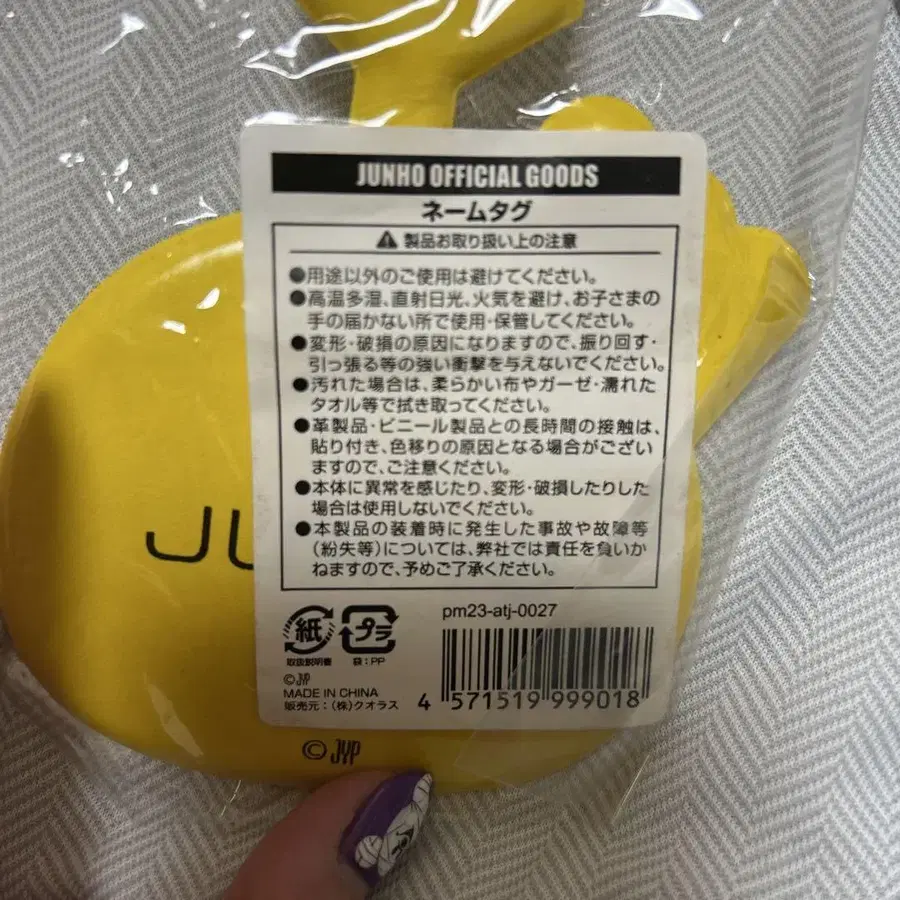 JUNHO OFFICIAL GOODS
ネームタグ
⚠ 製品お取り扱い上の注意
●用途以外のご使用は避けてください。
●高温多湿、直射日光、火気を避け、お子さまの
手の届かない所で使用・保管してください。
●変形・破損の原因になりますので、振り回す・
引っ張る等の強い衝撃を与えないでください。
●汚れた場合は、柔らかい布やガーゼ・濡れた
タオル等で拭き取ってください。
●革製品・ビニール製品との長時間の接触は、
貼り付き、色移りの原因となる場合がござい
ますので、ご注意ください。
●本体に異常を感じたり、変形・破損したりした
場合は使用しないでください。
●本製品の装着時に発生した事故や故障等
(紛失等)については、弊社では責任を負いか
ねますので、予めご了承ください。
JU
紙 プラ
取扱説明書 袋:PP
pm23-atj-0027
©JYP
MADE IN CHINA
販売元:(株)クオラス
4 571519 999018
© JYP